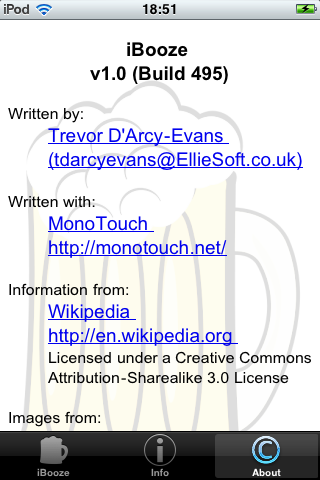 iPod 18:51
iBooze
v1.0 (Build 495)
Written by:
Trevor D'Arcy-Evans
(tdarcyevans@EllieSoft.co.uk)
Written with:
MonoTouch
http://monotouch.net/
Information from:
Wikipedia
http://en.wikipedia.org
Licensed under a Creative Commons
Attribution-Sharealike 3.0 License
Images from:
iBooze Info About